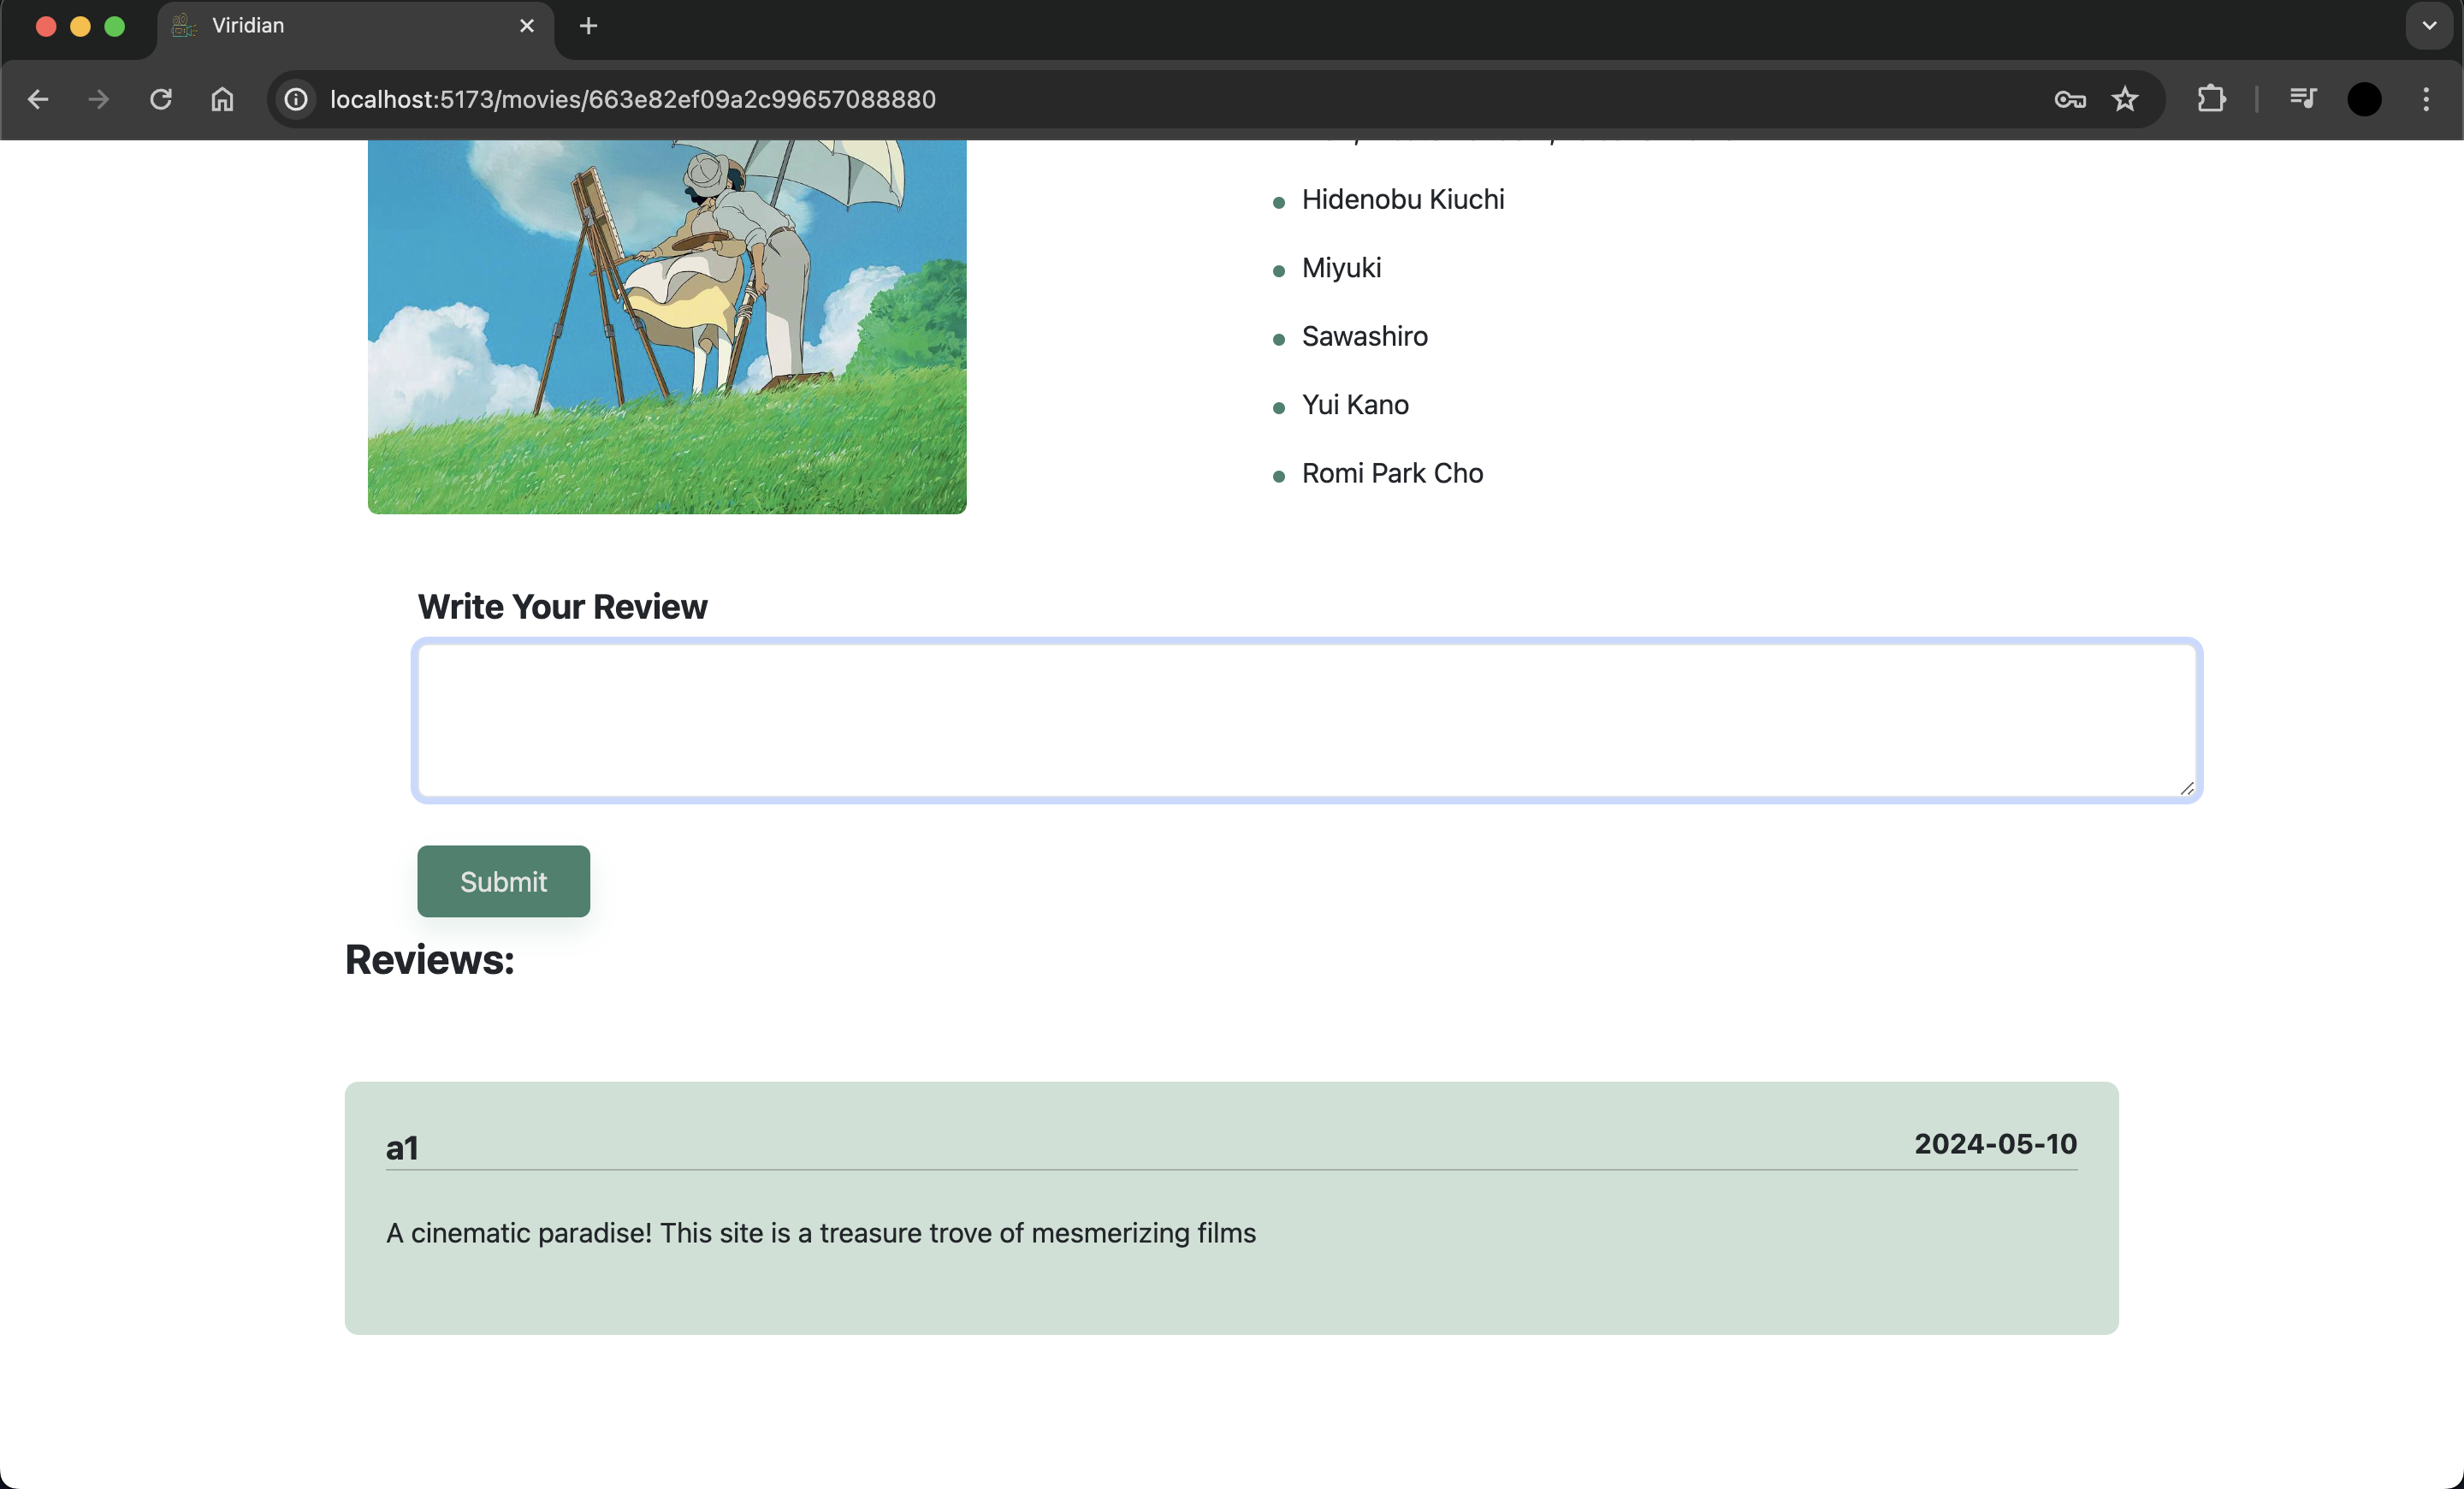 Viridian
localhost:5173/movies/663e82ef09a2c99657088880
Hidenobu Kiuchi
Miyuki
Sawashiro
Yui Kano
Romi Park Cho
Write Your Review
Submit
Reviews:
a1
2024-05-10
A cinematic paradise! This site is a treasure trove of mesmerizing films